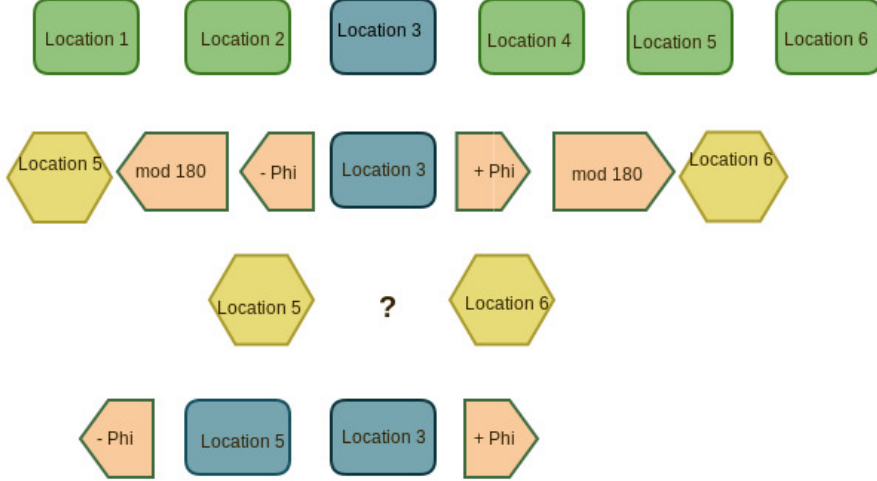 Location 1
Location 2
Location 3
Location 4
Location 5
Location 6
Location 5
mod 180
- Phi
Location 3
+ Phi
mod 180
Location 6
Location 5
?
Location 6
- Phi
Location 5
Location 3
+ Phi